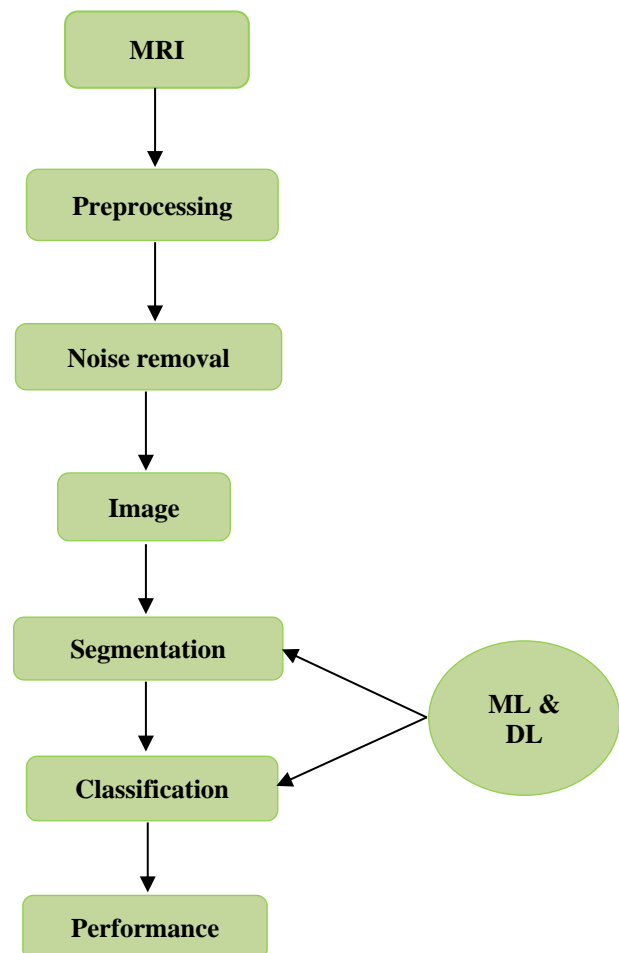 MRI
Preprocessing
Noise removal
Image
Segmentation
ML &
DL
Classification
Performance